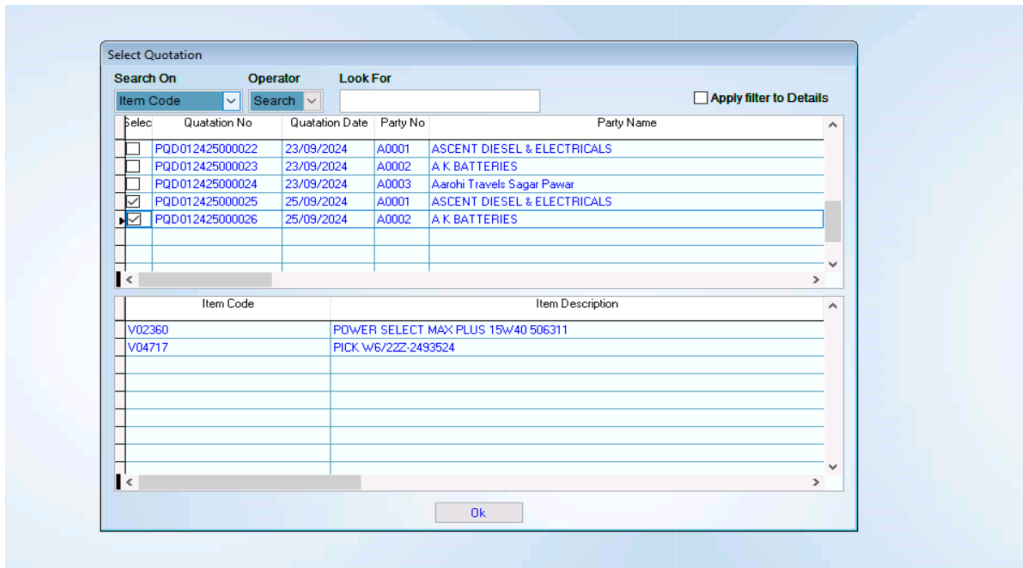 Select Quotation
Search On Operator Look For
Item Code Search Apply filter to Details
Selec Quatation No Quatation Date Party No Party Name
PQD012425000022 23/09/2024 A0001 ASCENT DIESEL & ELECTRICALS
PQD012425000023 23/09/2024 A0002 A K BATTERIES
PQD012425000024 23/09/2024 A0003 Aarohi Travels Sagar Pawar
PQD012425000025 25/09/2024 A0001 ASCENT DIESEL & ELECTRICALS
PQD012425000026 25/09/2024 A0002 A K BATTERIES
Item Code Item Description
V02360 POWER SELECT MAX PLUS 15W40 506311
V04717 PICK W6/22Z-2493524
Ok